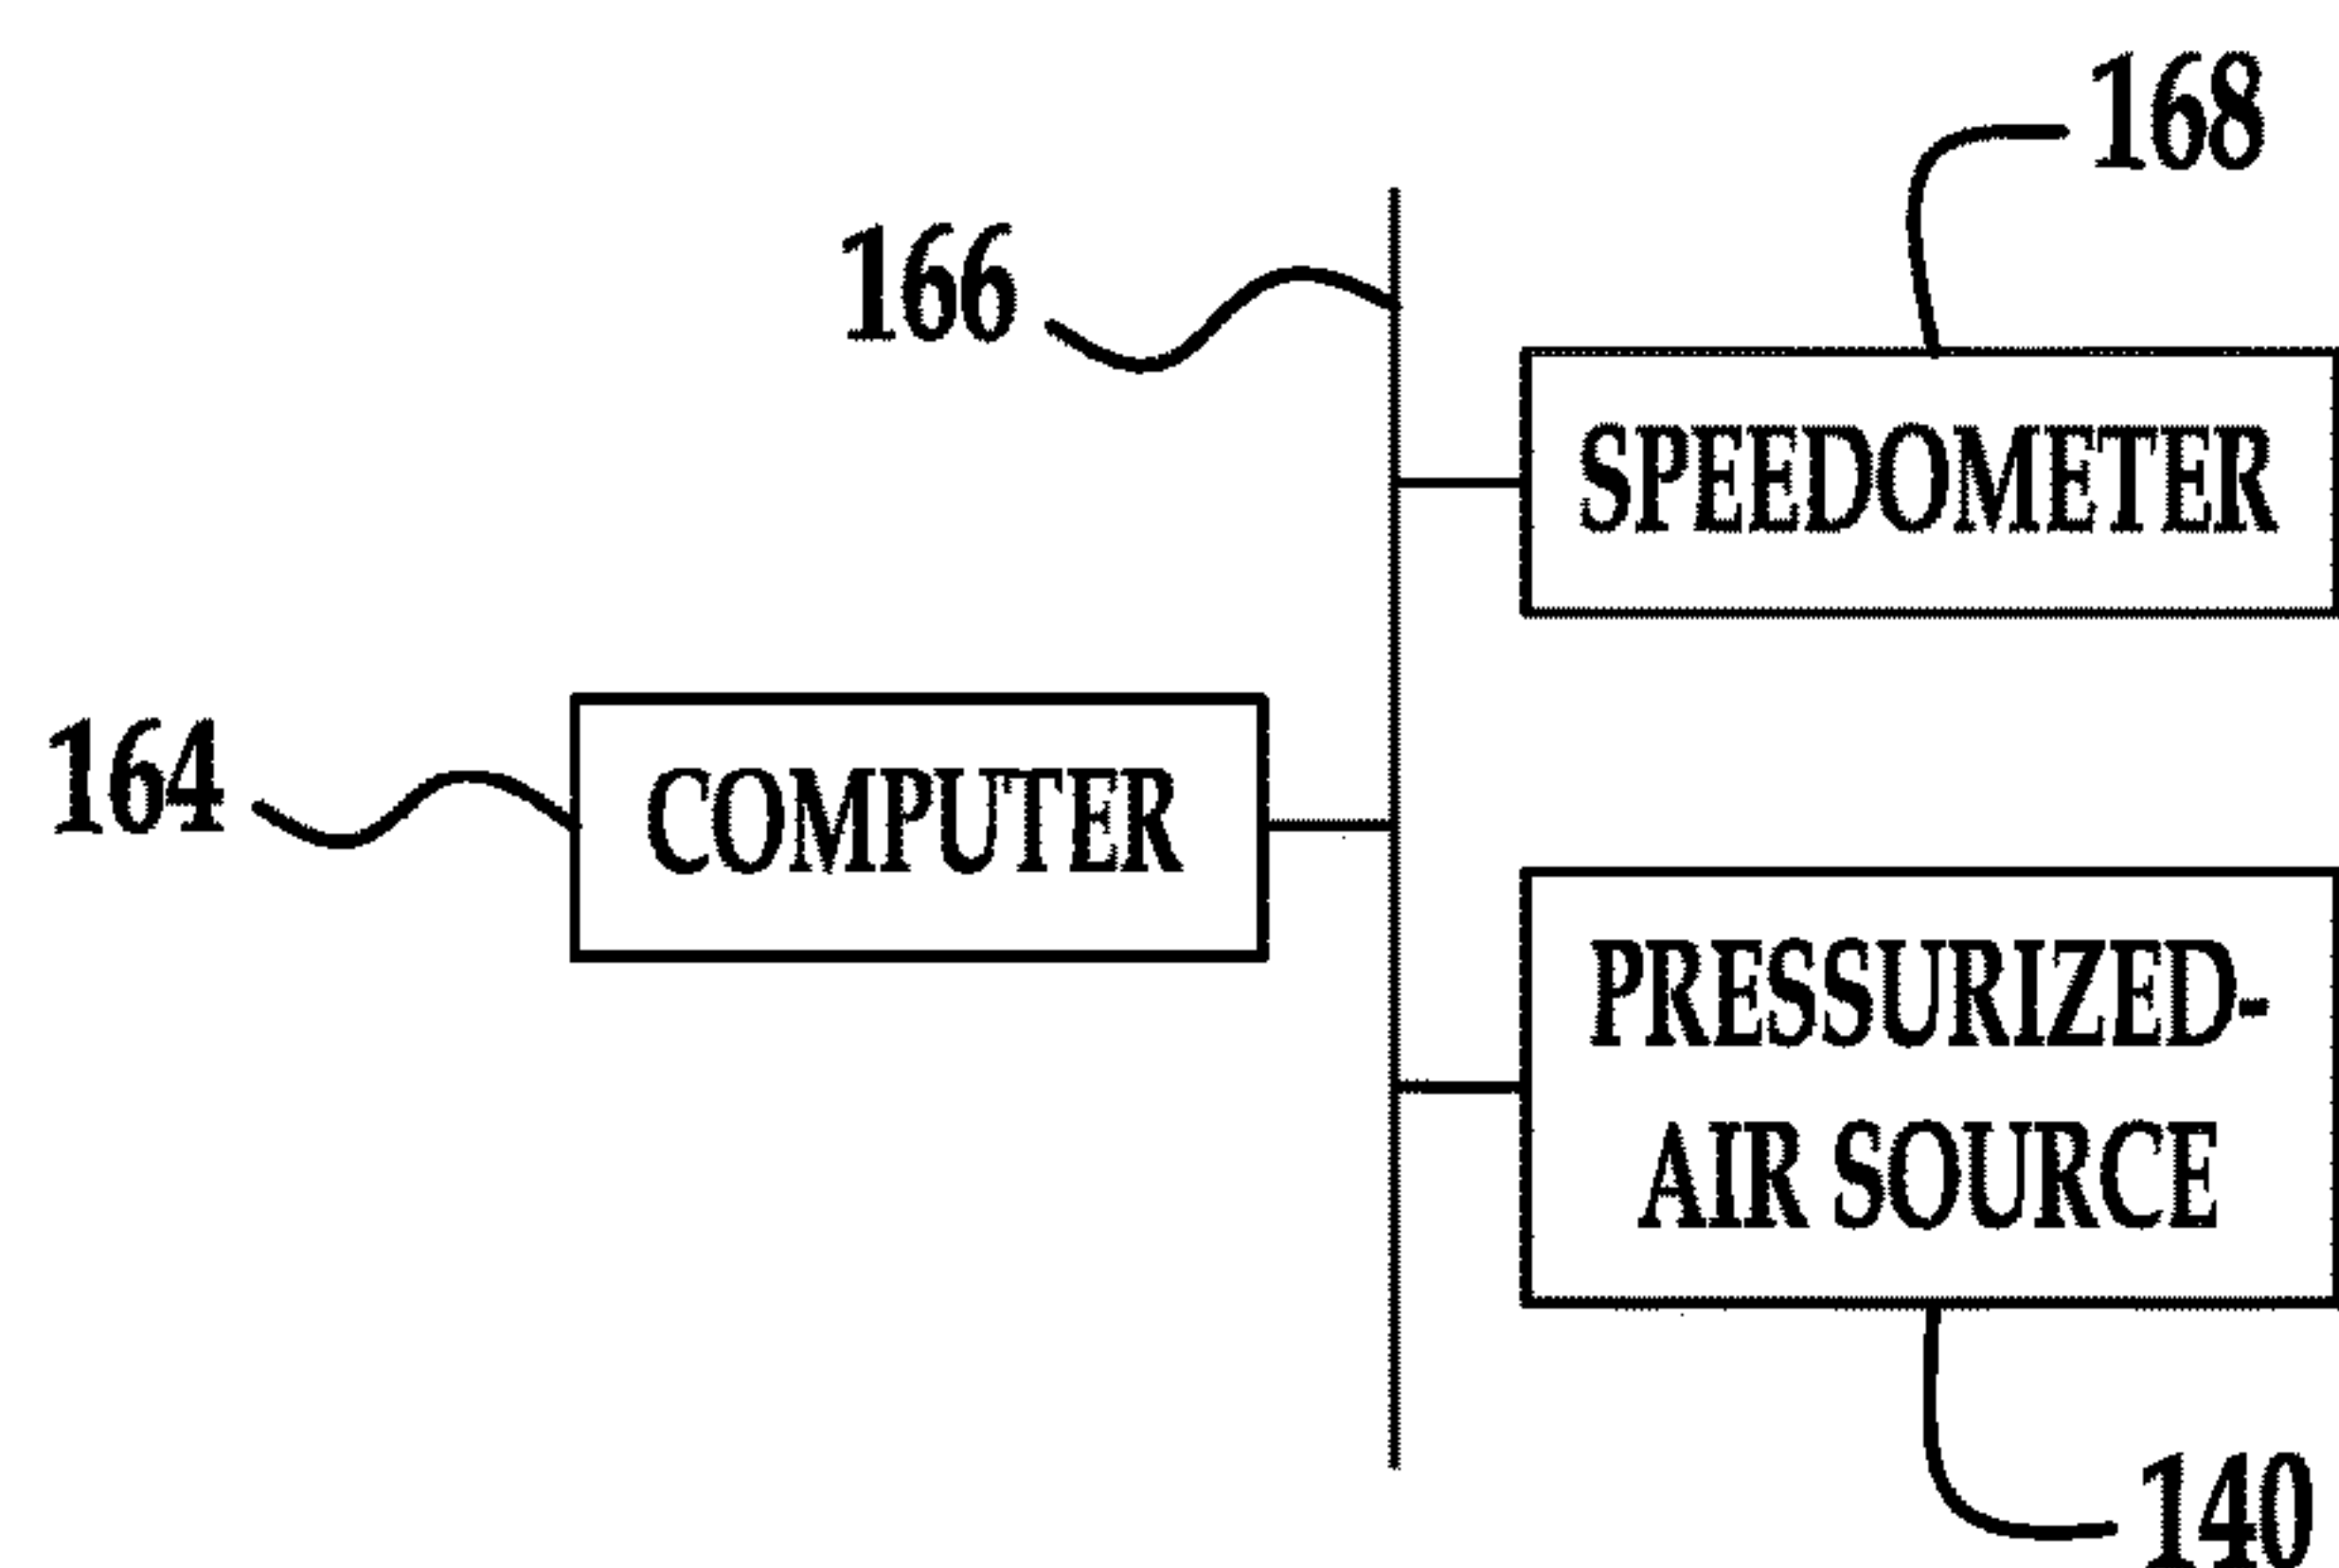 168
166
SPEEDOMETER
164
COMPUTER
PRESSURIZED-
AIR SOURCE
140